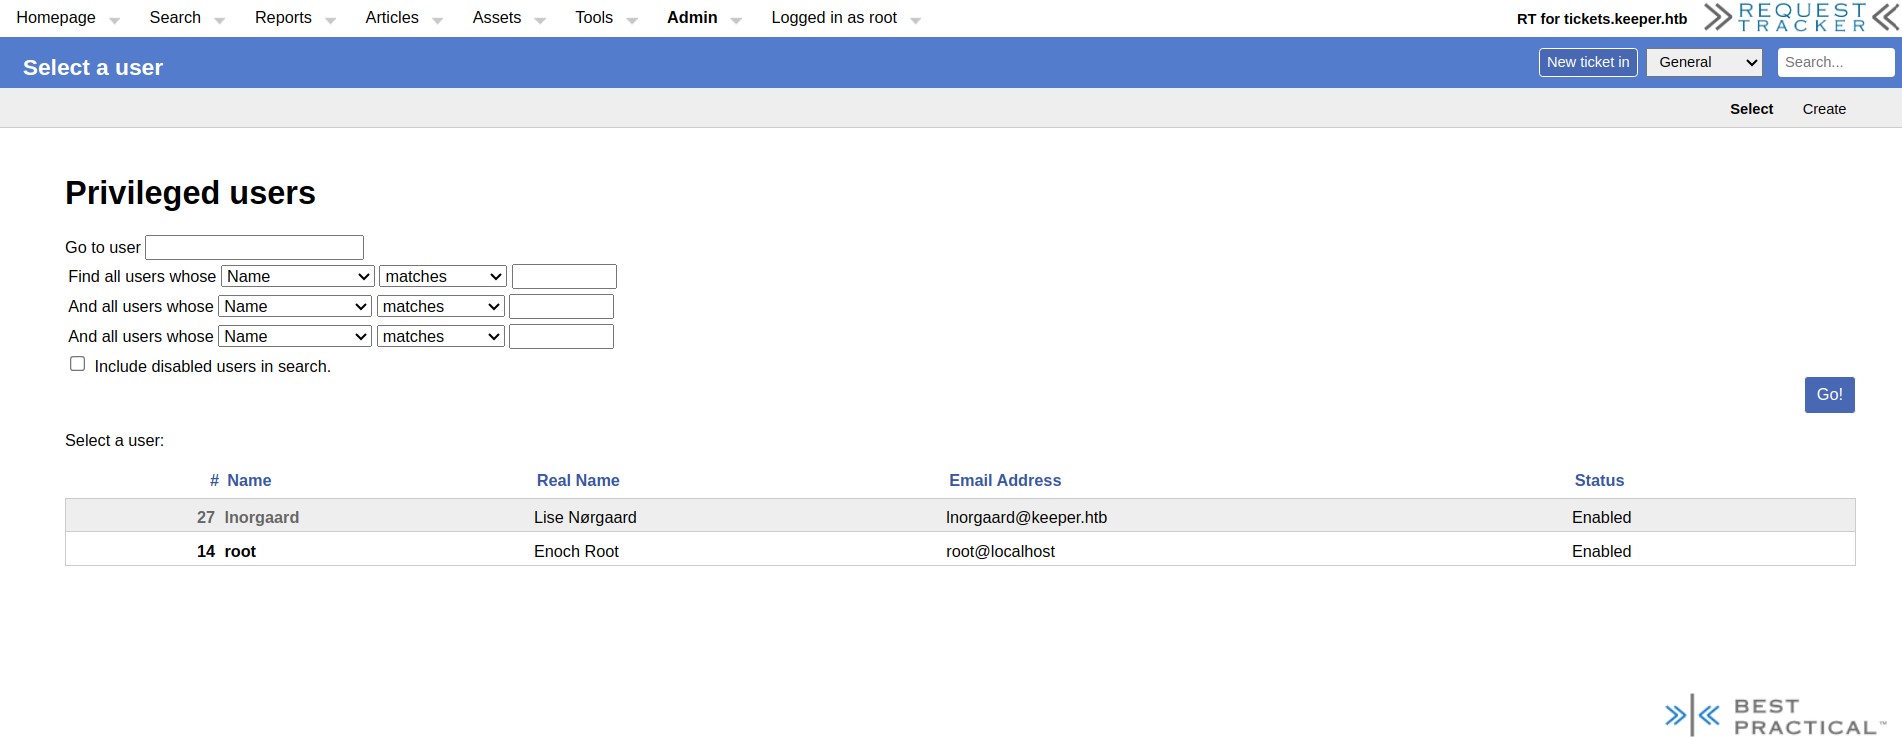 Homepage Search Reports Articles Assets Tools Admin Logged in as root RT for tickets.keeper.htb REQUEST TRACKER
Select a user New ticket in General Search...
Select Create
Privileged users
Go to user
Find all users whose Name matches
And all users whose Name matches
And all users whose Name matches
Include disabled users in search.
Go!
Select a user:
# Name Real Name Email Address Status
27 lnorgaard Lise Nørgaard lnorgaard@keeper.htb Enabled
14 root Enoch Root root@localhost Enabled
BEST
PRACTICAL™